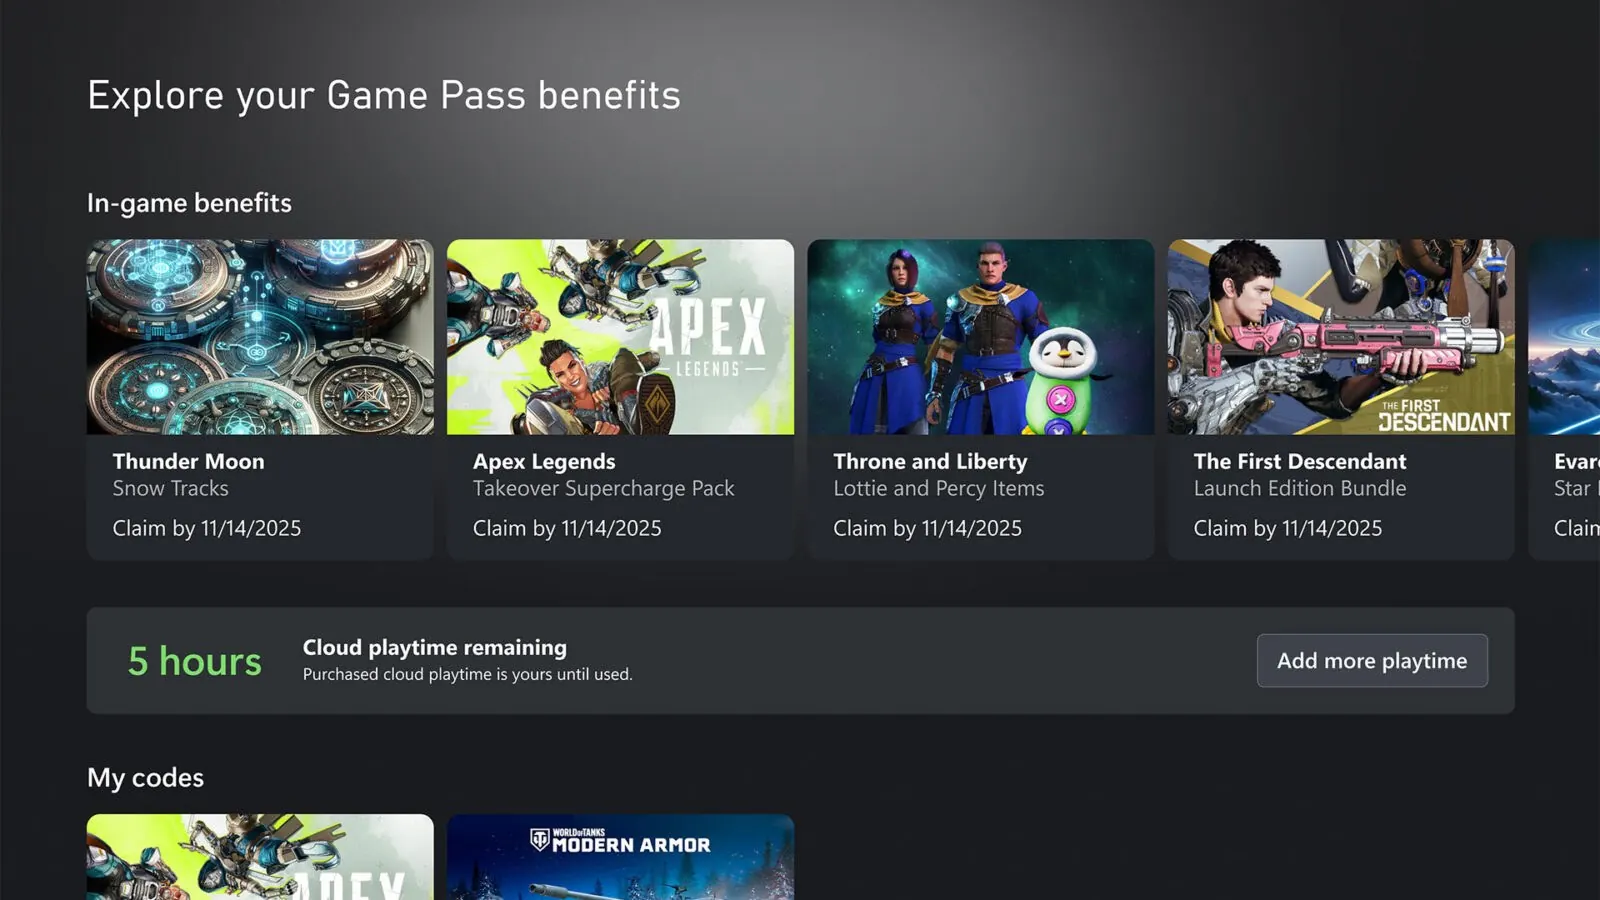 Explore your Game Pass benefits
In-game benefits
APEX
LEGENDS
THE FIRST
DESCENDANT
Thunder Moon
Snow Tracks
Claim by 11/14/2025
Apex Legends
Takeover Supercharge Pack
Claim by 11/14/2025
Throne and Liberty
Lottie and Percy Items
Claim by 11/14/2025
The First Descendant
Launch Edition Bundle
Claim by 11/14/2025
Star
5 hours
Cloud playtime remaining
Purchased cloud playtime is yours until used.
Add more playtime
My codes
APEX
WORLD OF TANKS
MODERN ARMOR